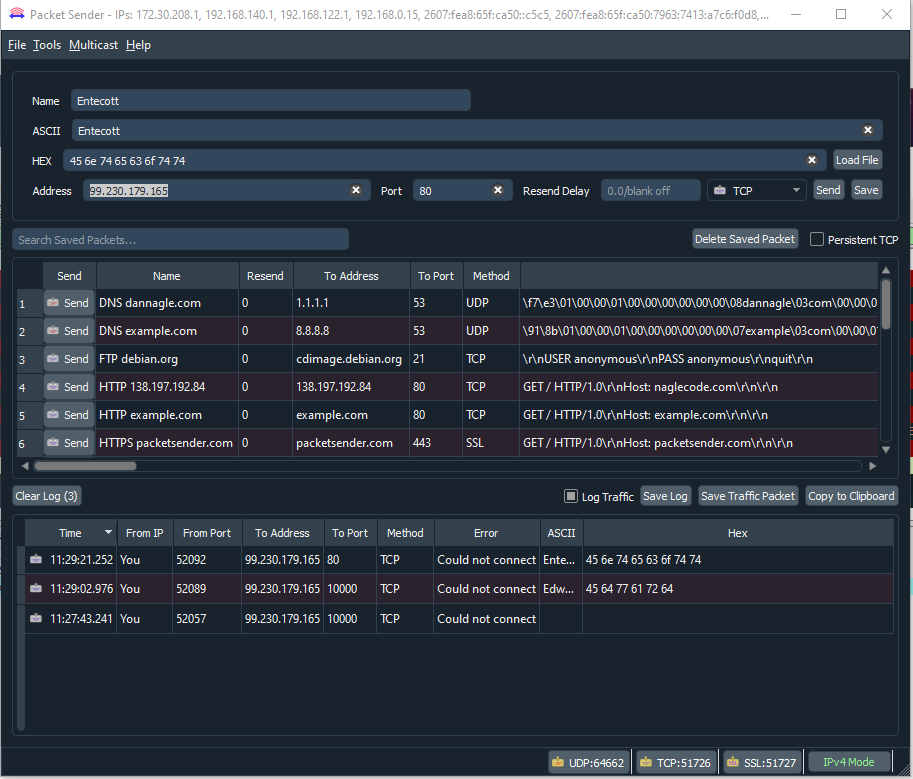 Packet Sender - IPs: 172.30.208.1, 192.168.140.1, 192.168.122.1, 192.168.0.15, 2607:fea8:65f:ca50::c5c5, 2607:fea8:65f:ca50:7963:7413:a7c6:f0d8,...
File Tools Multicast Help
Name Entecott
ASCII Entecott
HEX 45 6e 74 65 63 6f 74 74 Load File
Address 99.230.179.165 Port 80 Resend Delay 0.0/blank off TCP Send Save
Search Saved Packets... Delete Saved Packet Persistent TCP
Send Name Resend To Address To Port Method
1 Send DNS dannagle.com 0 1.1.1.1 53 UDP \f7\e3\01\00\00\01\00\00\00\00\00\00\08dannagle\03com\00\00\0
2 Send DNS example.com 0 8.8.8.8 53 UDP \91\8b\01\00\00\01\00\00\00\00\00\00\07example\03com\00\00\01
3 Send FTP debian.org 0 cdimage.debian.org 21 TCP \r\nUSER anonymous\r\nPASS anonymous\r\nquit\r\n
4 Send HTTP 138.197.192.84 0 138.197.192.84 80 TCP GET / HTTP/1.0\r\nHost: naglecode.com\r\n\r\n
5 Send HTTP example.com 0 example.com 80 TCP GET / HTTP/1.0\r\nHost: example.com\r\n\r\n
6 Send HTTPS packetsender.com 0 packetsender.com 443 SSL GET / HTTP/1.0\r\nHost: packetsender.com\r\n\r\n
Clear Log (3) Log Traffic Save Log Save Traffic Packet Copy to Clipboard
Time From IP From Port To Address To Port Method Error ASCII Hex
11:29:21.252 You 52092 99.230.179.165 80 TCP Could not connect Ente... 45 6e 74 65 63 6f 74 74
11:29:02.976 You 52089 99.230.179.165 10000 TCP Could not connect Edw... 45 64 77 61 72 64
11:27:43.241 You 52057 99.230.179.165 10000 TCP Could not connect
UDP:64662 TCP:51726 SSL:51727 IPv4 Mode